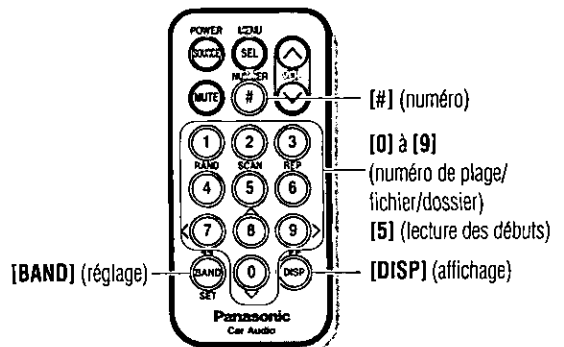 POWER MENU
SOURCE SEL
NUMBER VOL
MUTE # [#] (numéro)
1 2 3 [0] à [9]
RAND SCAN REP (numéro de plage/
4 5 6 fichier/dossier)
7 8 9 [5] (lecture des débuts)
[BAND] (réglage) BAND 0 DISP [DISP] (affichage)
SET
Panasonic
Car Audio